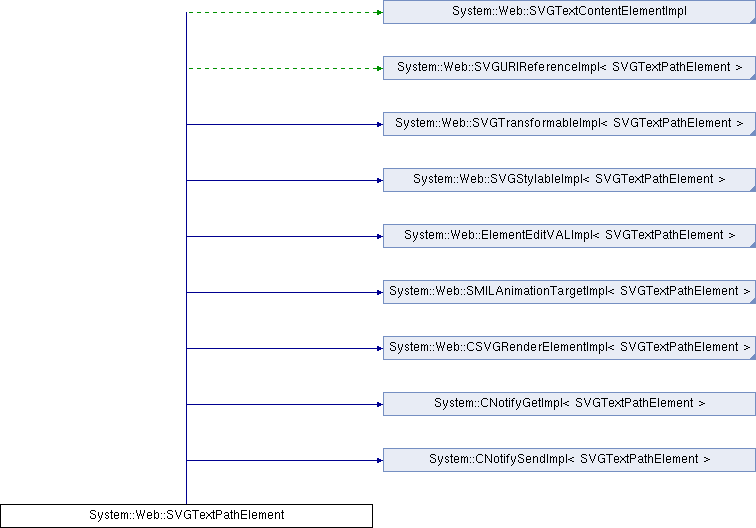 System::Web::SVGTextContentElementImpl
System::Web::SVGURIReferenceImpl< SVGTextPathElement >
System::Web::SVGTransformableImpl< SVGTextPathElement >
System::Web::SVGStylableImpl< SVGTextPathElement >
System::Web::ElementEditVALImpl< SVGTextPathElement >
System::Web::SMILAnimationTargetImpl< SVGTextPathElement >
System::Web::CSVGRenderElementImpl< SVGTextPathElement >
System::CNotifyGetImpl< SVGTextPathElement >
System::CNotifySendImpl< SVGTextPathElement >
System::Web::SVGTextPathElement